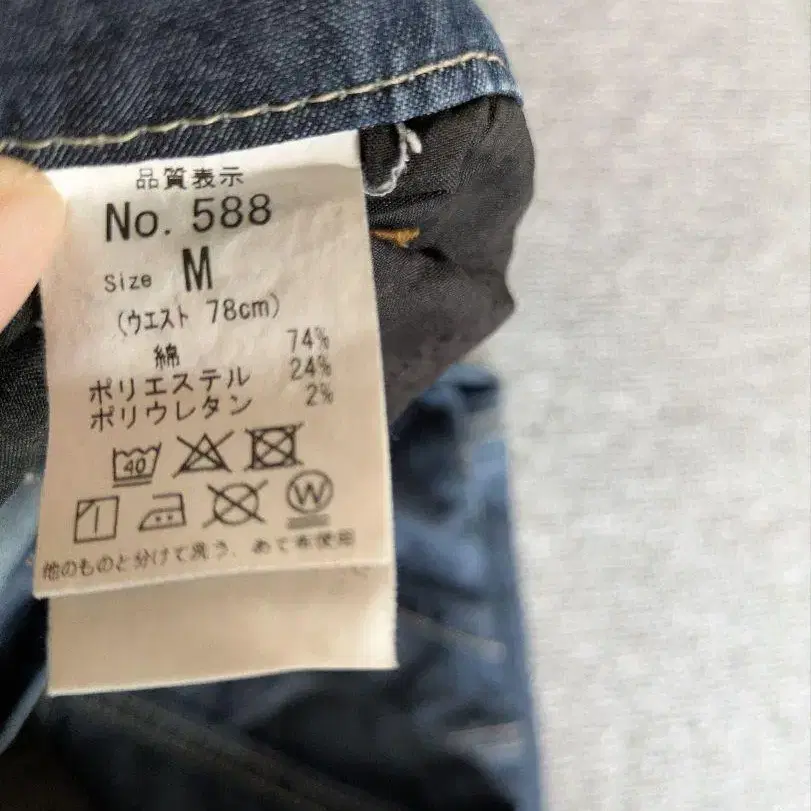 品質表示
No. 588
Size M
(ウエスト 78cm)
綿 74%
ポリエステル 24%
ポリウレタン 2%
40
W
他のものと分けて洗う、あて布使用